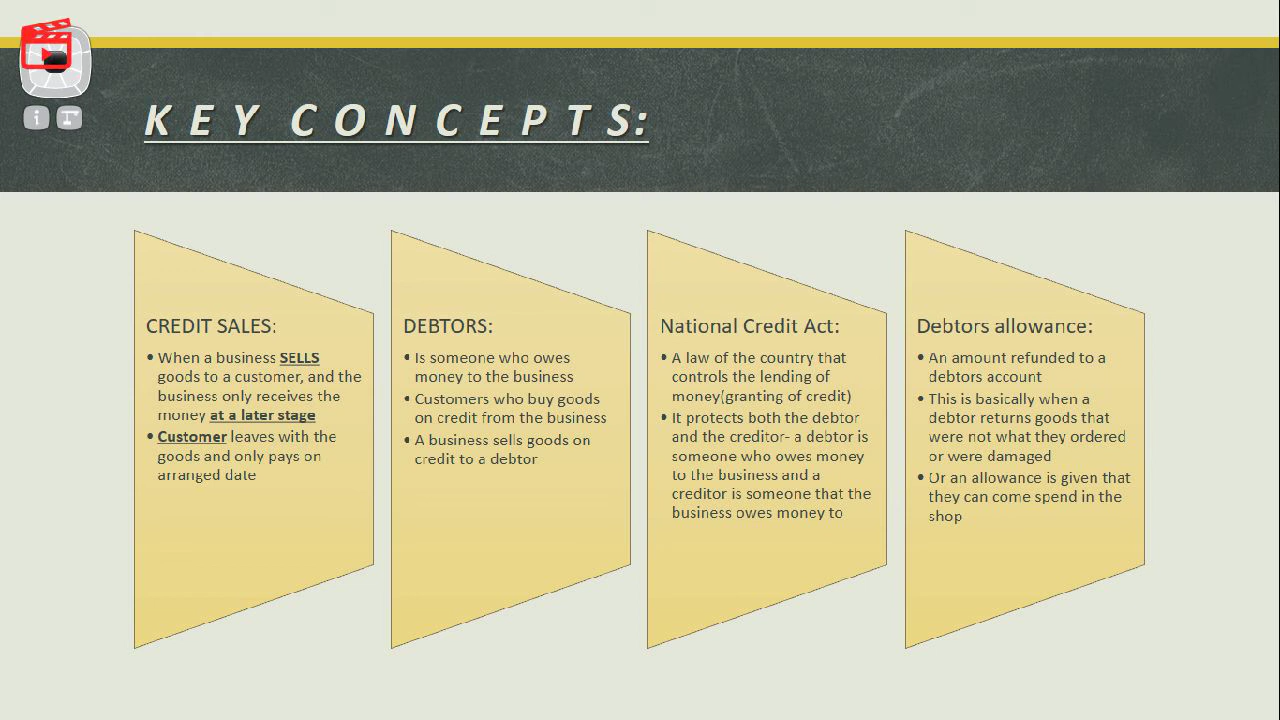 K E Y C O N C E P T S:
CREDIT SALES:
• When a business SELLS
goods to a customer, and the
business only receives the
money at a later stage
• Customer leaves with the
goods and only pays on
arranged date
DEBTORS:
• Is someone who owes
money to the business
• Customers who buy goods
on credit from the business
• A business sells goods on
credit to a debtor
National Credit Act:
• A law of the country that
controls the lending of
money(granting of credit)
• It protects both the debtor
and the creditor- a debtor is
someone who owes money
to the business and a
creditor is someone that the
business owes money to
Debtors allowance:
• An amount refunded to a
debtors account
• This is basically when a
debtor returns goods that
were not what they ordered
or were damaged
• Or an allowance is given that
they can come spend in the
shop